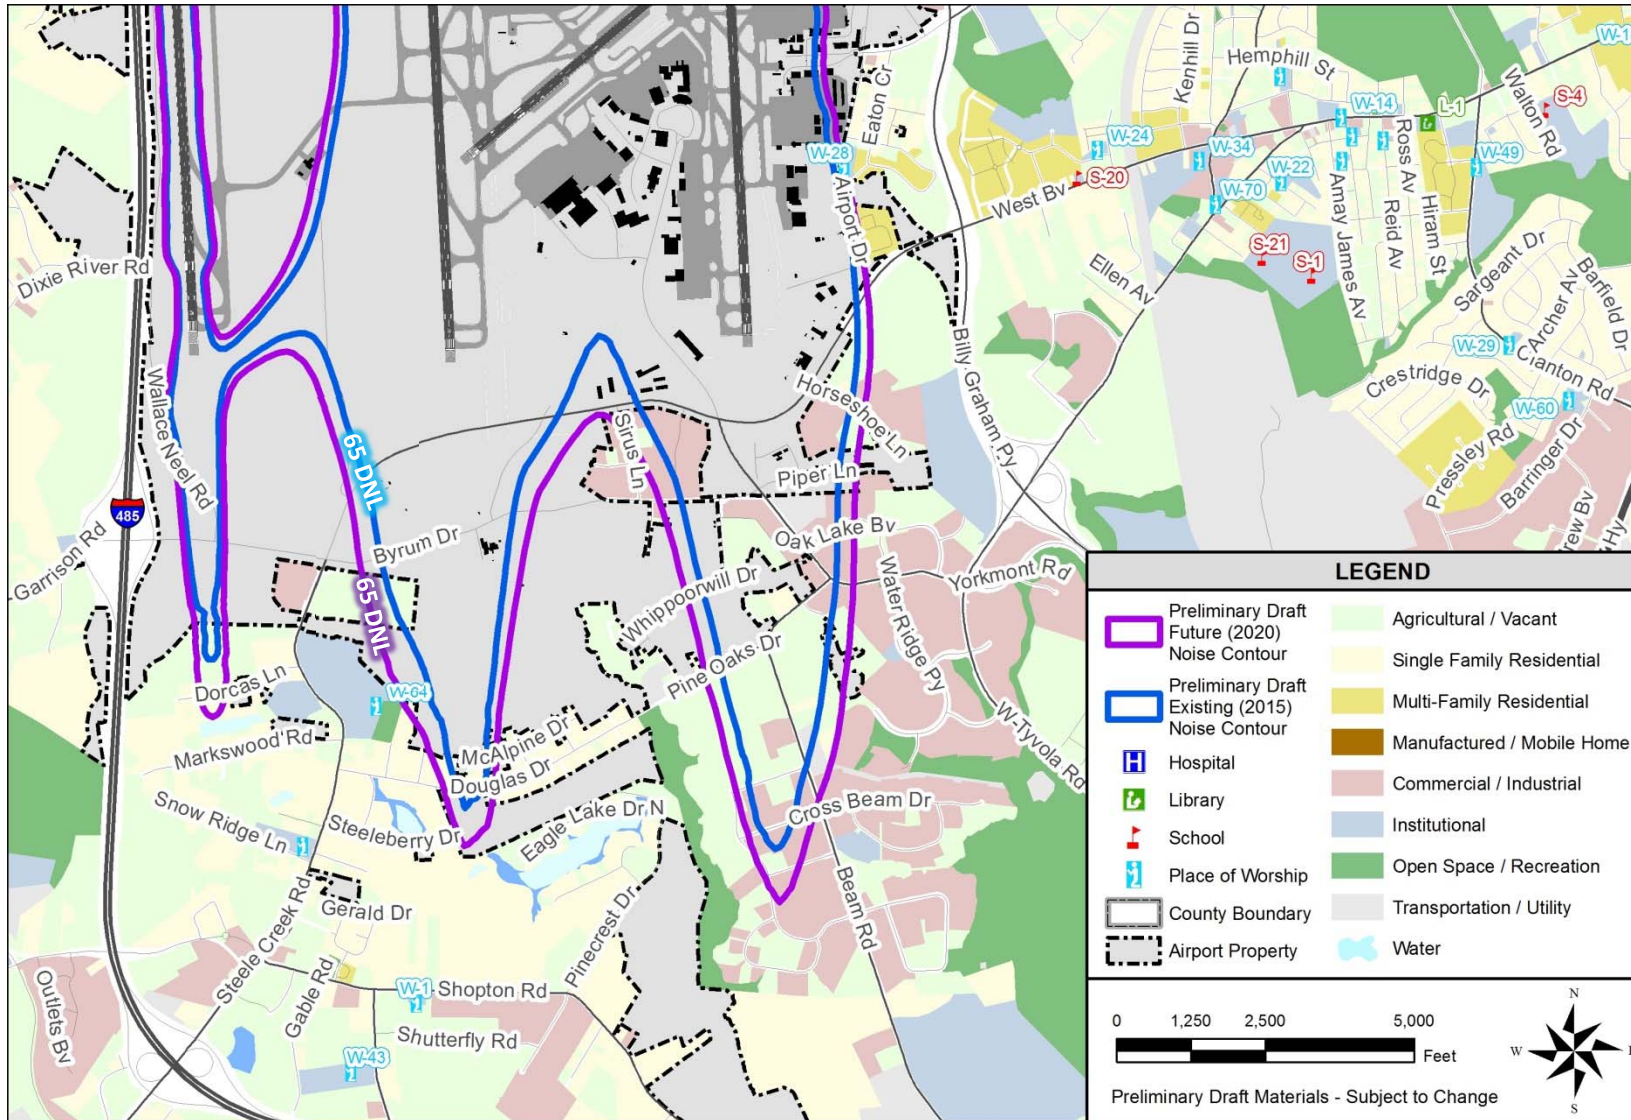 Hemphill St
Kenhill Dr
Eaton Cr
W-1
Walton Rd
S-4
L-1
W-14
Ross Av
W-28
W-24
W-34
W-22
W-49
S-20
W-70
West Bv
Airport Dr
Amay James Av
Reid Av
Hiram St
S-21
S-1
Sargeant Dr
Barfield Dr
Archer Av
Dixie River Rd
Ellen Av
W-29
Clanton Rd
Crestridge Dr
W-60
Billy Graham Py
Wallace Neel Rd
Horseshoe Ln
Sirus Ln
Pressley Rd
Barringer Dr
65 DNL
Piper Ln
485
Garrison Rd
Byrum Dr
Oak Lake Bv
Yorkmont Rd
65 DNL
Whippoorwill Dr
Water Ridge Py
Pine Oaks Dr
Dorcas Ln
W-64
W Tyvola Rd
Markswood Rd
McAlpine Dr
Douglas Dr
Snow Ridge Ln
Steeleberry Dr
Eagle Lake Dr N
Cross Beam Dr
Beam Rd
Steele Creek Rd
Gerald Dr
Pinecrest Dr
Outlets Bv
Gable Rd
W-1
Shopton Rd
Shutterfly Rd
W-43
LEGEND
Preliminary Draft
Future (2020)
Noise Contour
Preliminary Draft
Existing (2015)
Noise Contour
Hospital
Library
School
Place of Worship
County Boundary
Airport Property
Agricultural / Vacant
Single Family Residential
Multi-Family Residential
Manufactured / Mobile Home
Commercial / Industrial
Institutional
Open Space / Recreation
Transportation / Utility
Water
0 1,250 2,500 5,000
Feet
N
W
S
Preliminary Draft Materials - Subject to Change